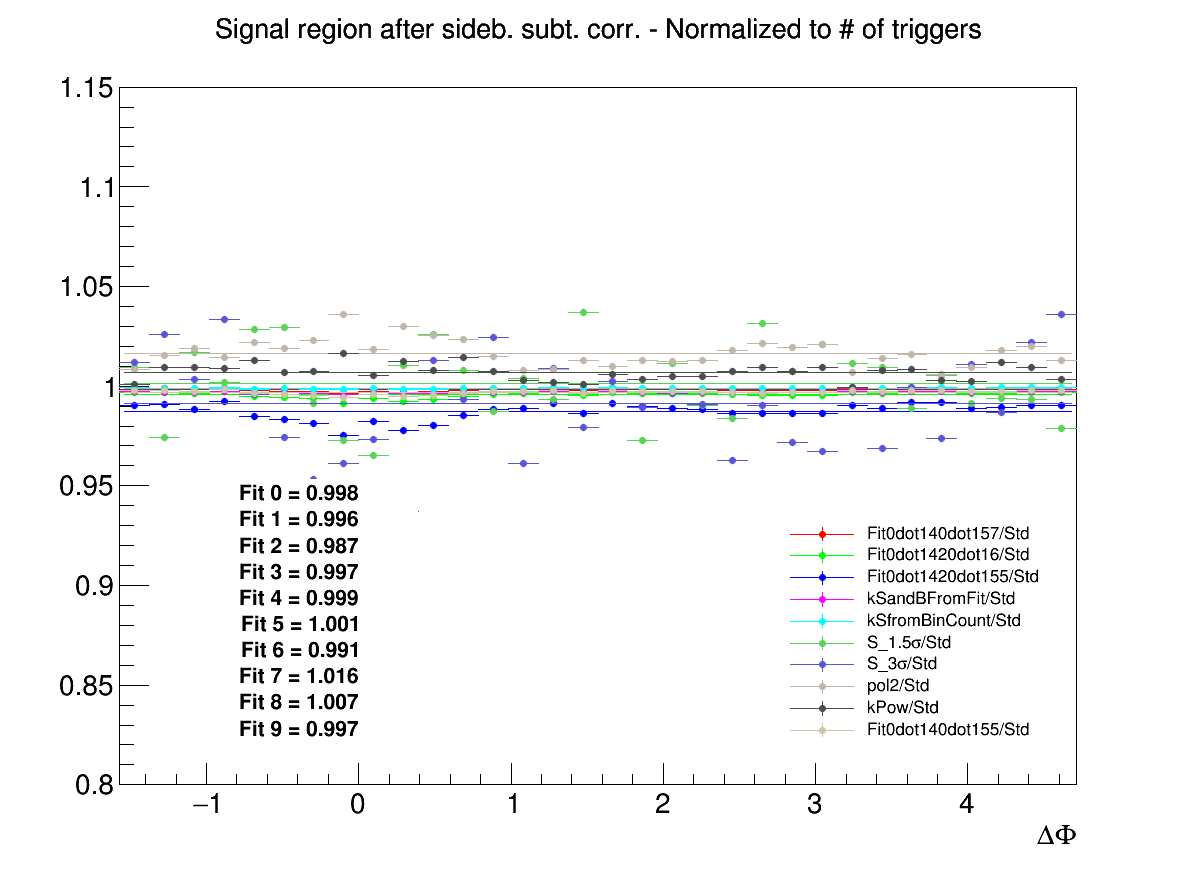 Signal region after sideb. subt. corr. - Normalized to # of triggers
1.15
1.1
1.05
1
0.95
0.9
0.85
0.8
Fit 0 = 0.998
Fit 1 = 0.996
Fit 2 = 0.987
Fit 3 = 0.997
Fit 4 = 0.999
Fit 5 = 1.001
Fit 6 = 0.991
Fit 7 = 1.016
Fit 8 = 1.007
Fit 9 = 0.997
Fit0dot140dot157/Std
Fit0dot1420dot16/Std
Fit0dot1420dot155/Std
kSandBFromFit/Std
kSfromBinCount/Std
S_1.5σ/Std
S_3σ/Std
pol2/Std
kPow/Std
Fit0dot140dot155/Std
−1 0 1 2 3 4
ΔΦ